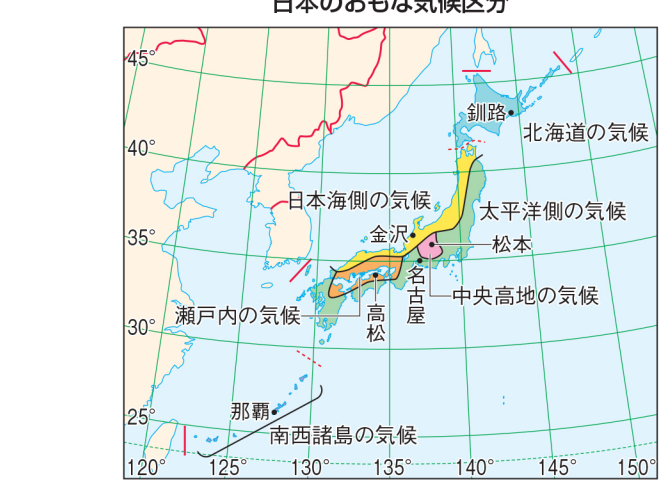 日本のおもな気候区分
45°
釧路
北海道の気候
40°
日本海側の気候
太平洋側の気候
金沢
35°
松本
名古屋
中央高地の気候
瀬戸内の気候
高松
30°
那覇
25°
南西諸島の気候
120°
125°
130°
135°
140°
145°
150°